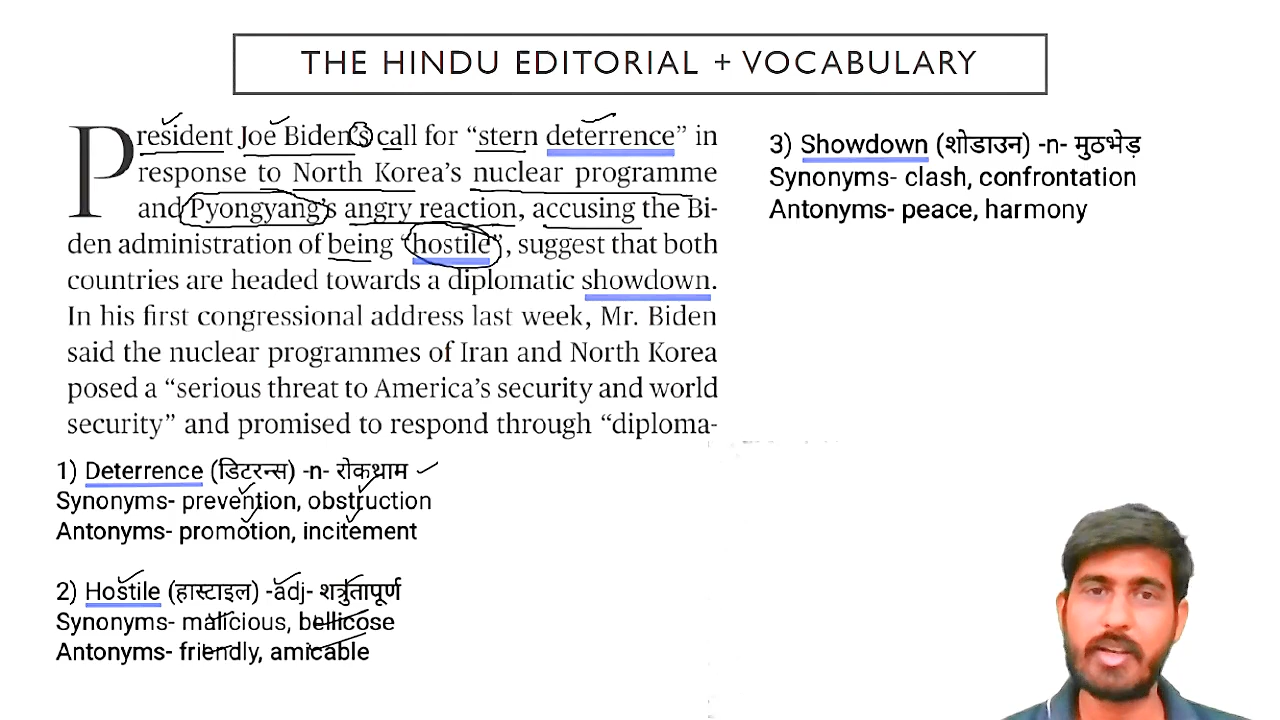 THE HINDU EDITORIAL + VOCABULARY
President Joe Biden's call for “stern deterrence” in
response to North Korea's nuclear programme
and Pyongyang's angry reaction, accusing the Bi-
den administration of being “hostile”, suggest that both
countries are headed towards a diplomatic showdown.
In his first congressional address last week, Mr. Biden
said the nuclear programmes of Iran and North Korea
posed a “serious threat to America's security and world
security” and promised to respond through “diploma-
1) Deterrence (डिटरन्स) -n- रोकथाम
Synonyms- prevention, obstruction
Antonyms- promotion, incitement
2) Hostile (हास्टाइल) -adj- शत्रुतापूर्ण
Synonyms- malicious, bellicose
Antonyms- friendly, amicable
3) Showdown (शोडाउन) -n- मुठभेड़
Synonyms- clash, confrontation
Antonyms- peace, harmony